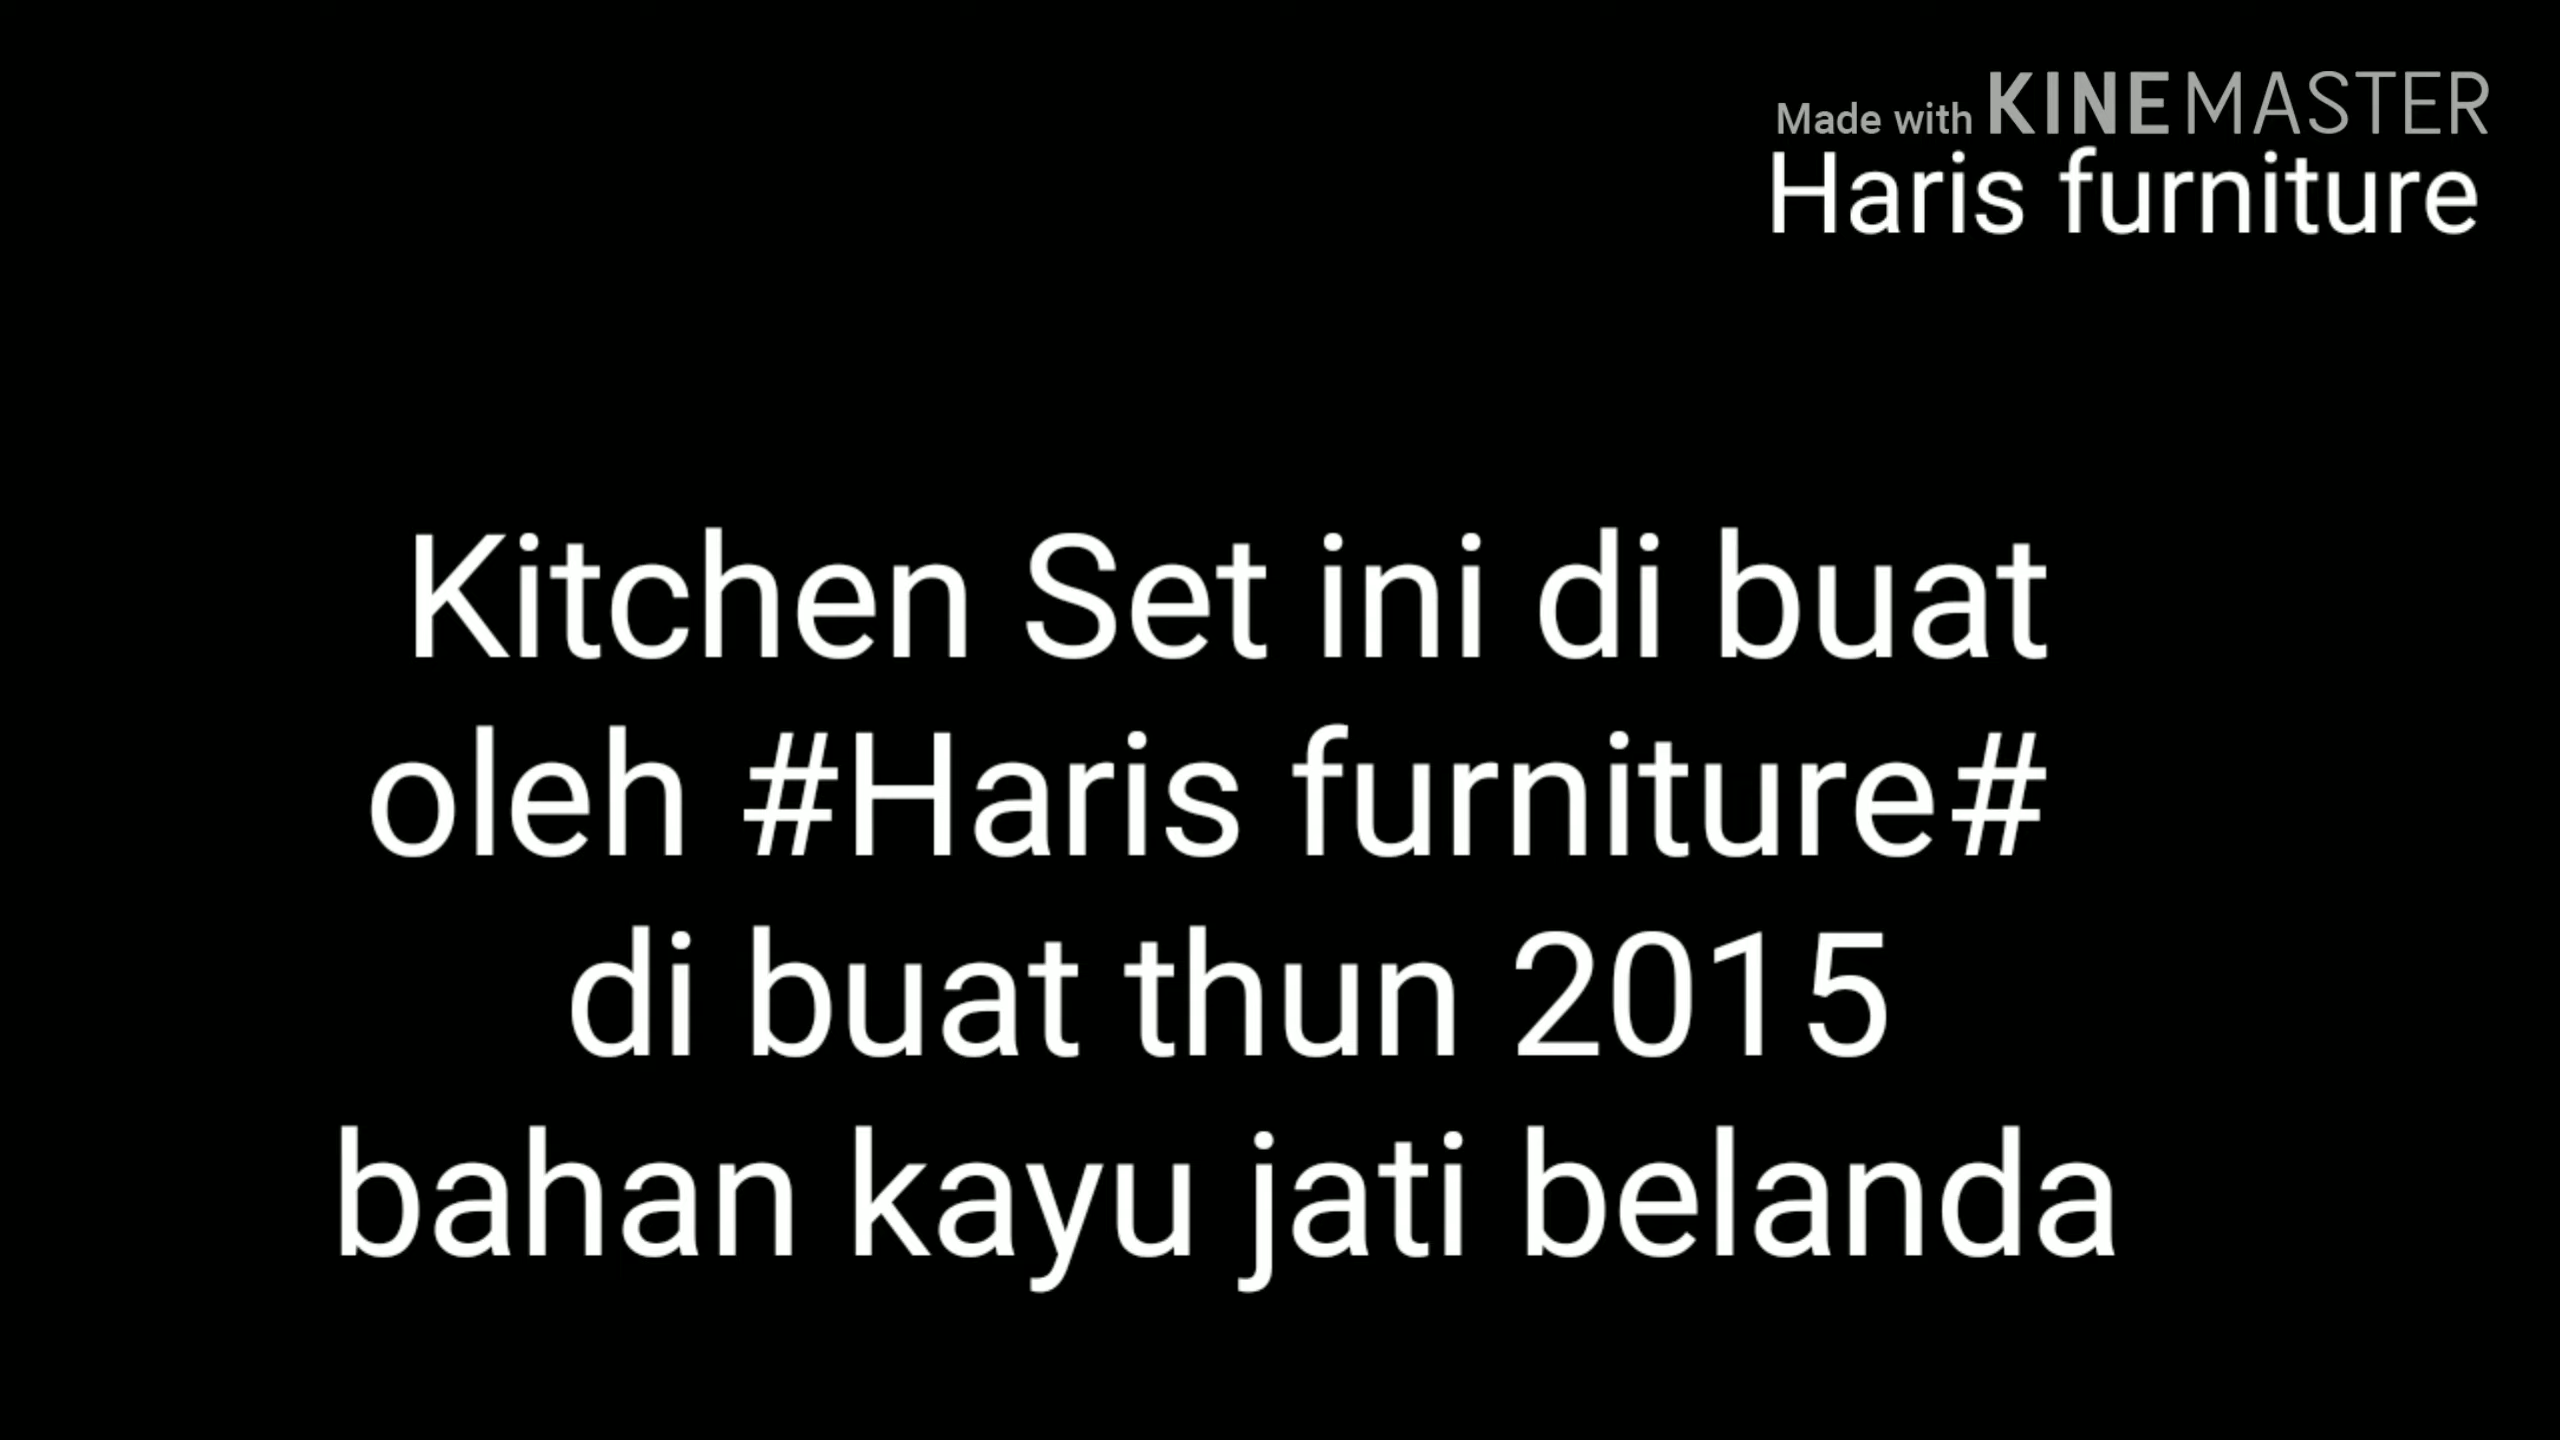 Made with KINEMASTER
Haris furniture
Kitchen Set ini di buat
oleh #Haris furniture#
di buat thun 2015
bahan kayu jati belanda